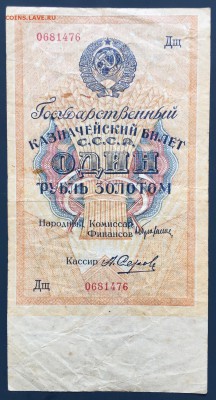 COINS.LAVE.RU
0681476
Дщ
Государственный
КАЗНАЧЕЙСКИЙ БИЛЕТ
С.С.С.Р.
ОДИН
РУБЛЬ ЗОЛОТОМ
Народный Комиссар
Финансов
Кассир
Дщ 0681476